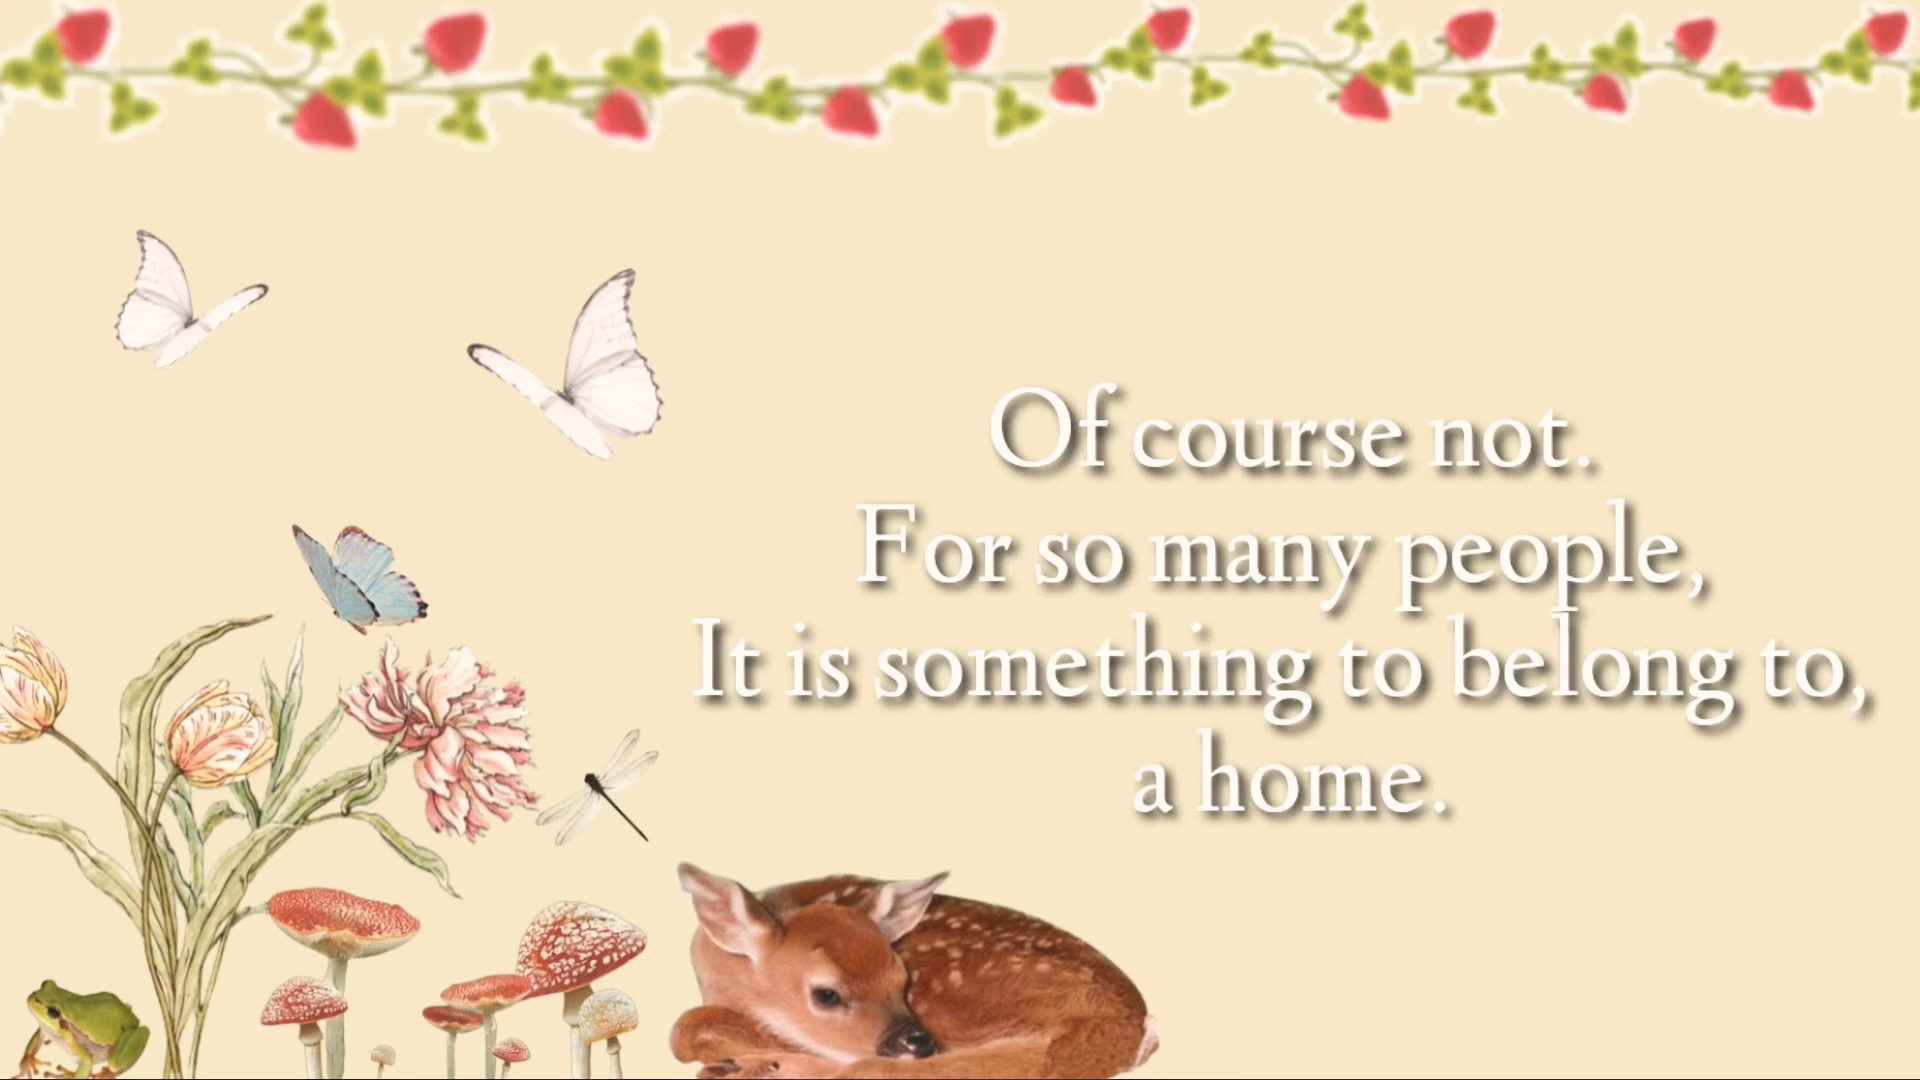 Of course not.
For so many people,
It is something to belong to,
a home.